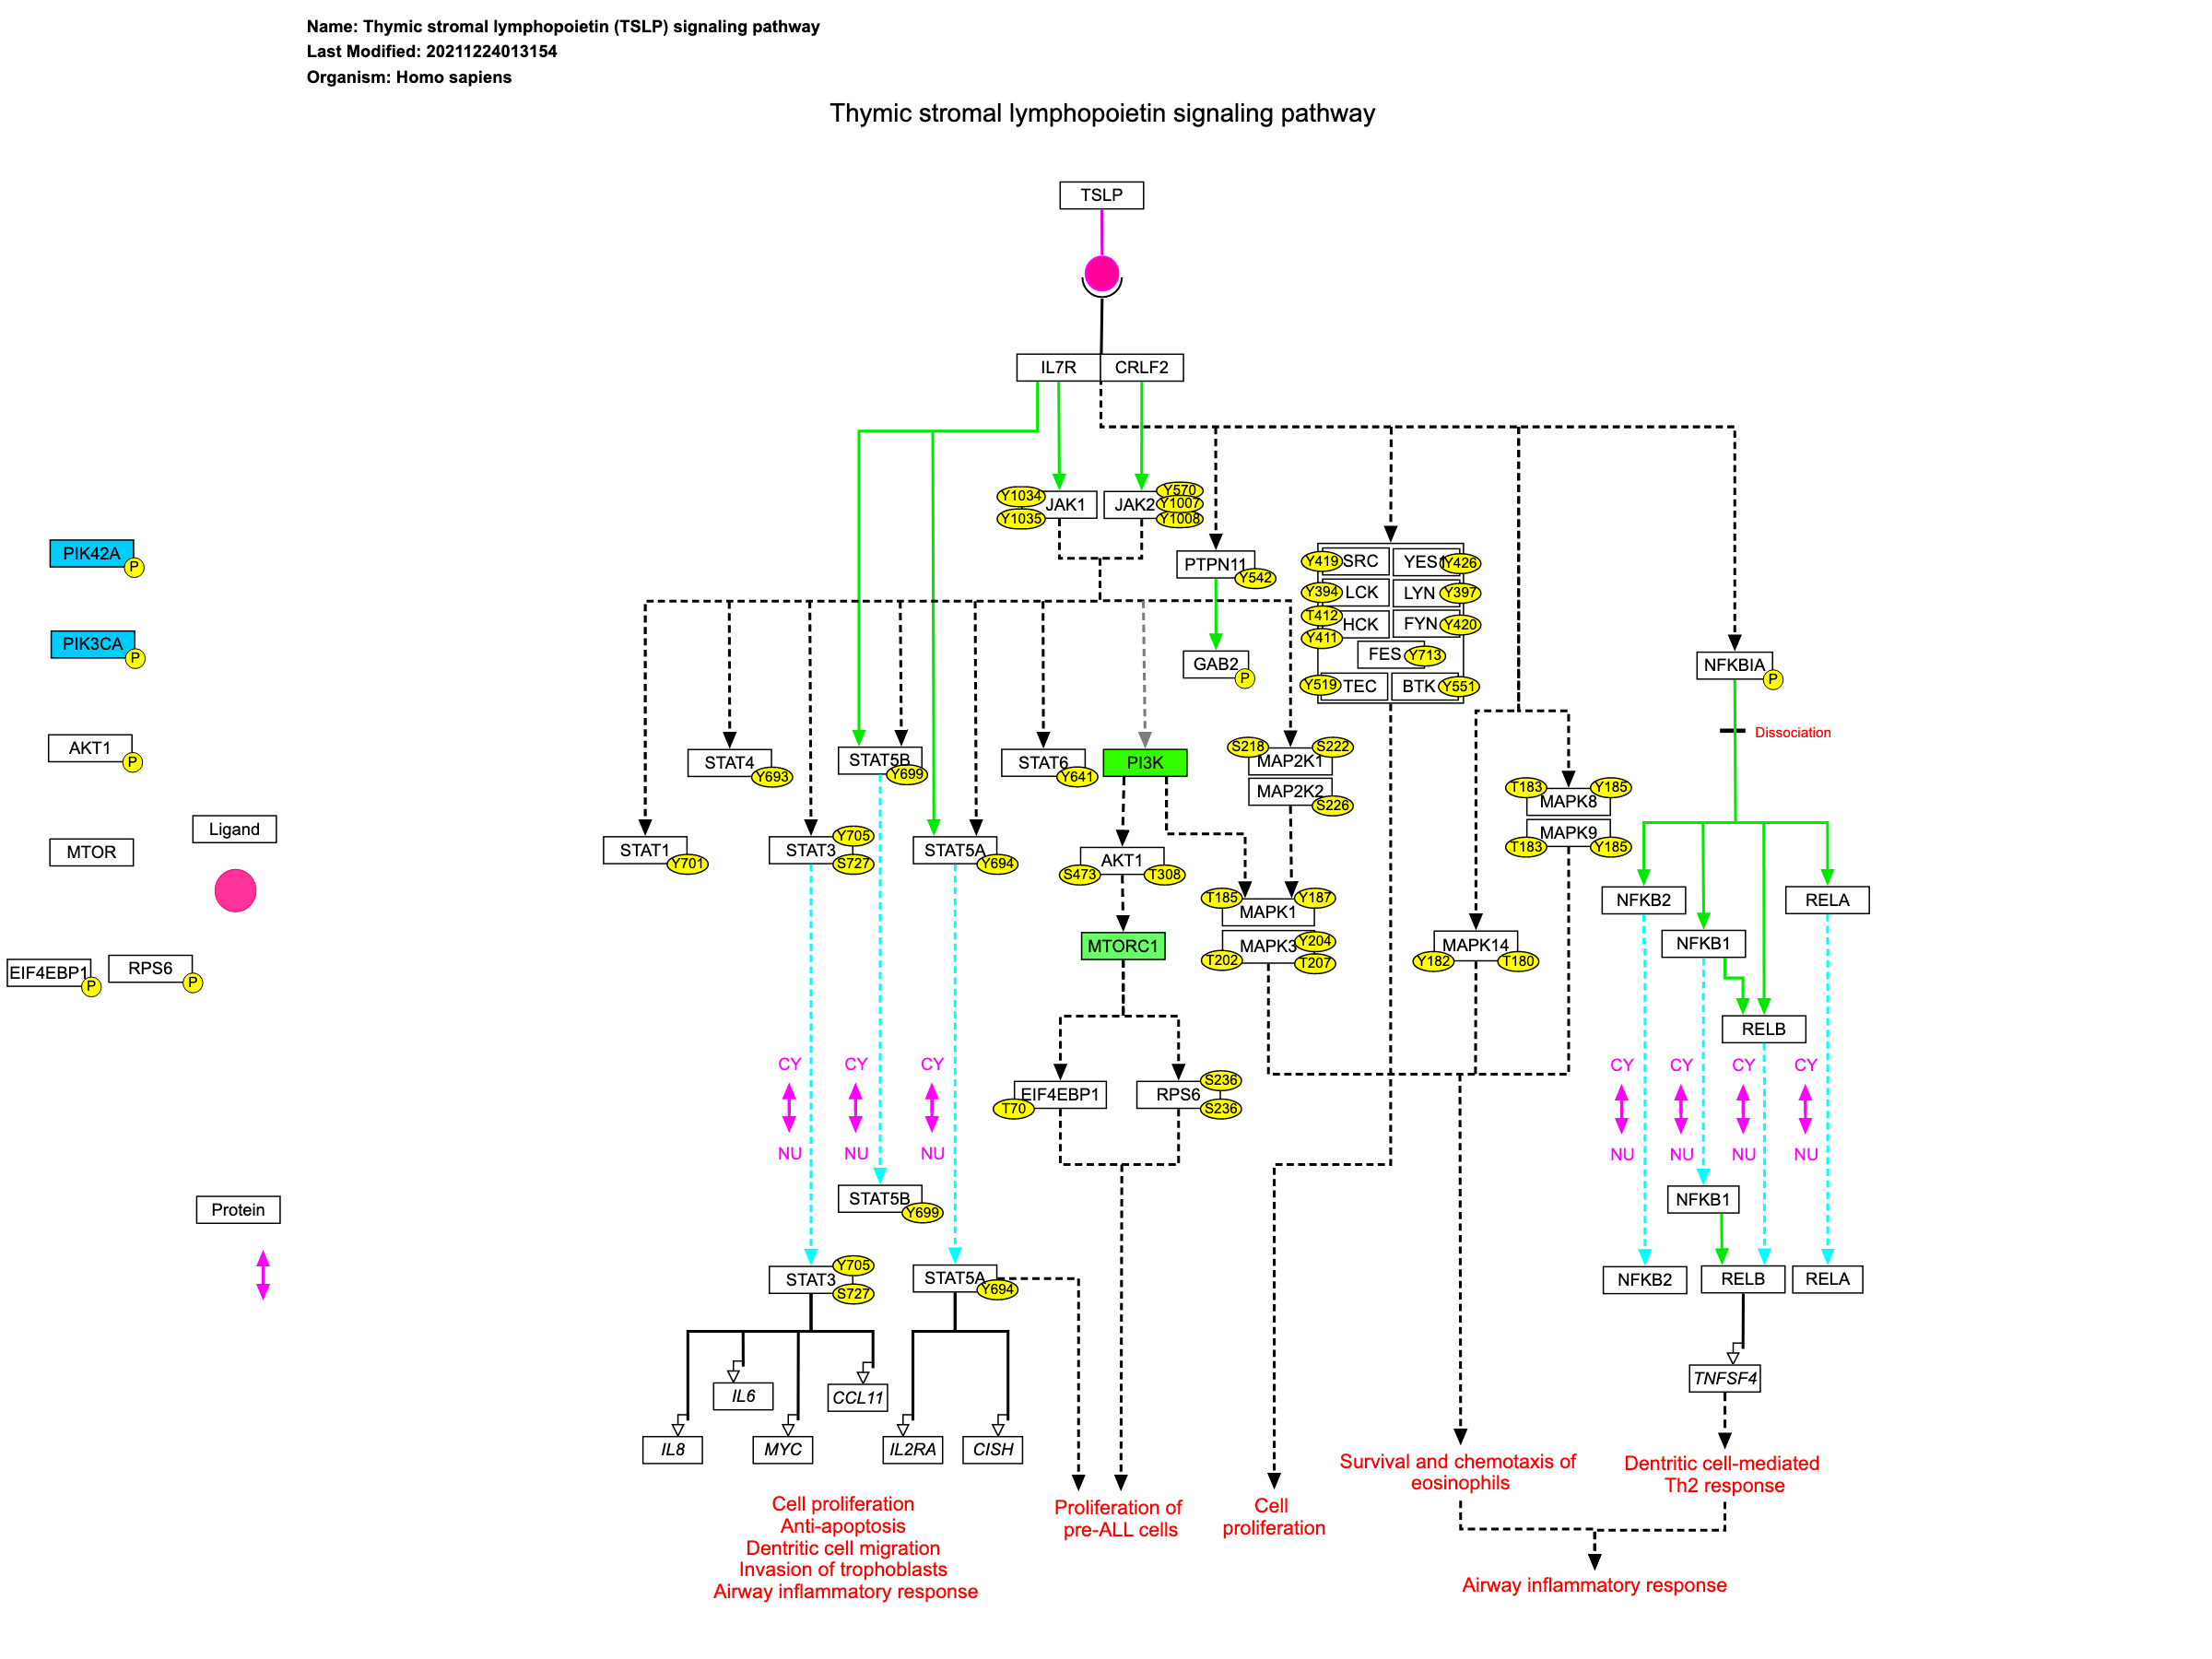 Name: Thymic stromal lymphopoietin (TSLP) signaling pathway
Last Modified: 20211224013154
Organism: Homo sapiens
Thymic stromal lymphopoietin signaling pathway
TSLP
IL7R
CRLF2
Y1034
JAK1
Y1035
JAK2
Y570
Y1007
Y1008
PIK42A
P
PTPN11
Y542
Y419
SRC
YES1
Y426
Y394
LCK
LYN
Y397
T412
HCK
Y411
FYN
Y420
FES
Y713
Y519
TEC
BTK
Y551
PIK3CA
P
GAB2
P
NFKBIA
P
Dissociation
AKT1
P
STAT4
Y693
STAT5B
Y699
STAT6
Y641
PI3K
S218
S222
MAP2K1
MAP2K2
S226
T183
Y185
MAPK8
MAPK9
T183
Y185
Ligand
MTOR
STAT1
Y701
STAT3
Y705
S727
STAT5A
Y694
AKT1
S473
T308
T185
Y187
MAPK1
MAPK3
Y204
T202
T207
NFKB2
RELA
NFKB1
MTORC1
MAPK14
Y182
T180
EIF4EBP1
P
RPS6
P
RELB
CY
CY
CY
CY
CY
CY
CY
EIF4EBP1
T70
RPS6
S236
S236
NU
NU
NU
NU
NU
NU
NU
Protein
STAT5B
Y699
NFKB1
STAT3
Y705
S727
STAT5A
Y694
NFKB2
RELB
RELA
IL6
CCL11
TNFSF4
IL8
MYC
IL2RA
CISH
Survival and chemotaxis of
eosinophils
Dentritic cell-mediated
Th2 response
Cell proliferation
Anti-apoptosis
Dentritic cell migration
Invasion of trophoblasts
Airway inflammatory response
Proliferation of
pre-ALL cells
Cell
proliferation
Airway inflammatory response